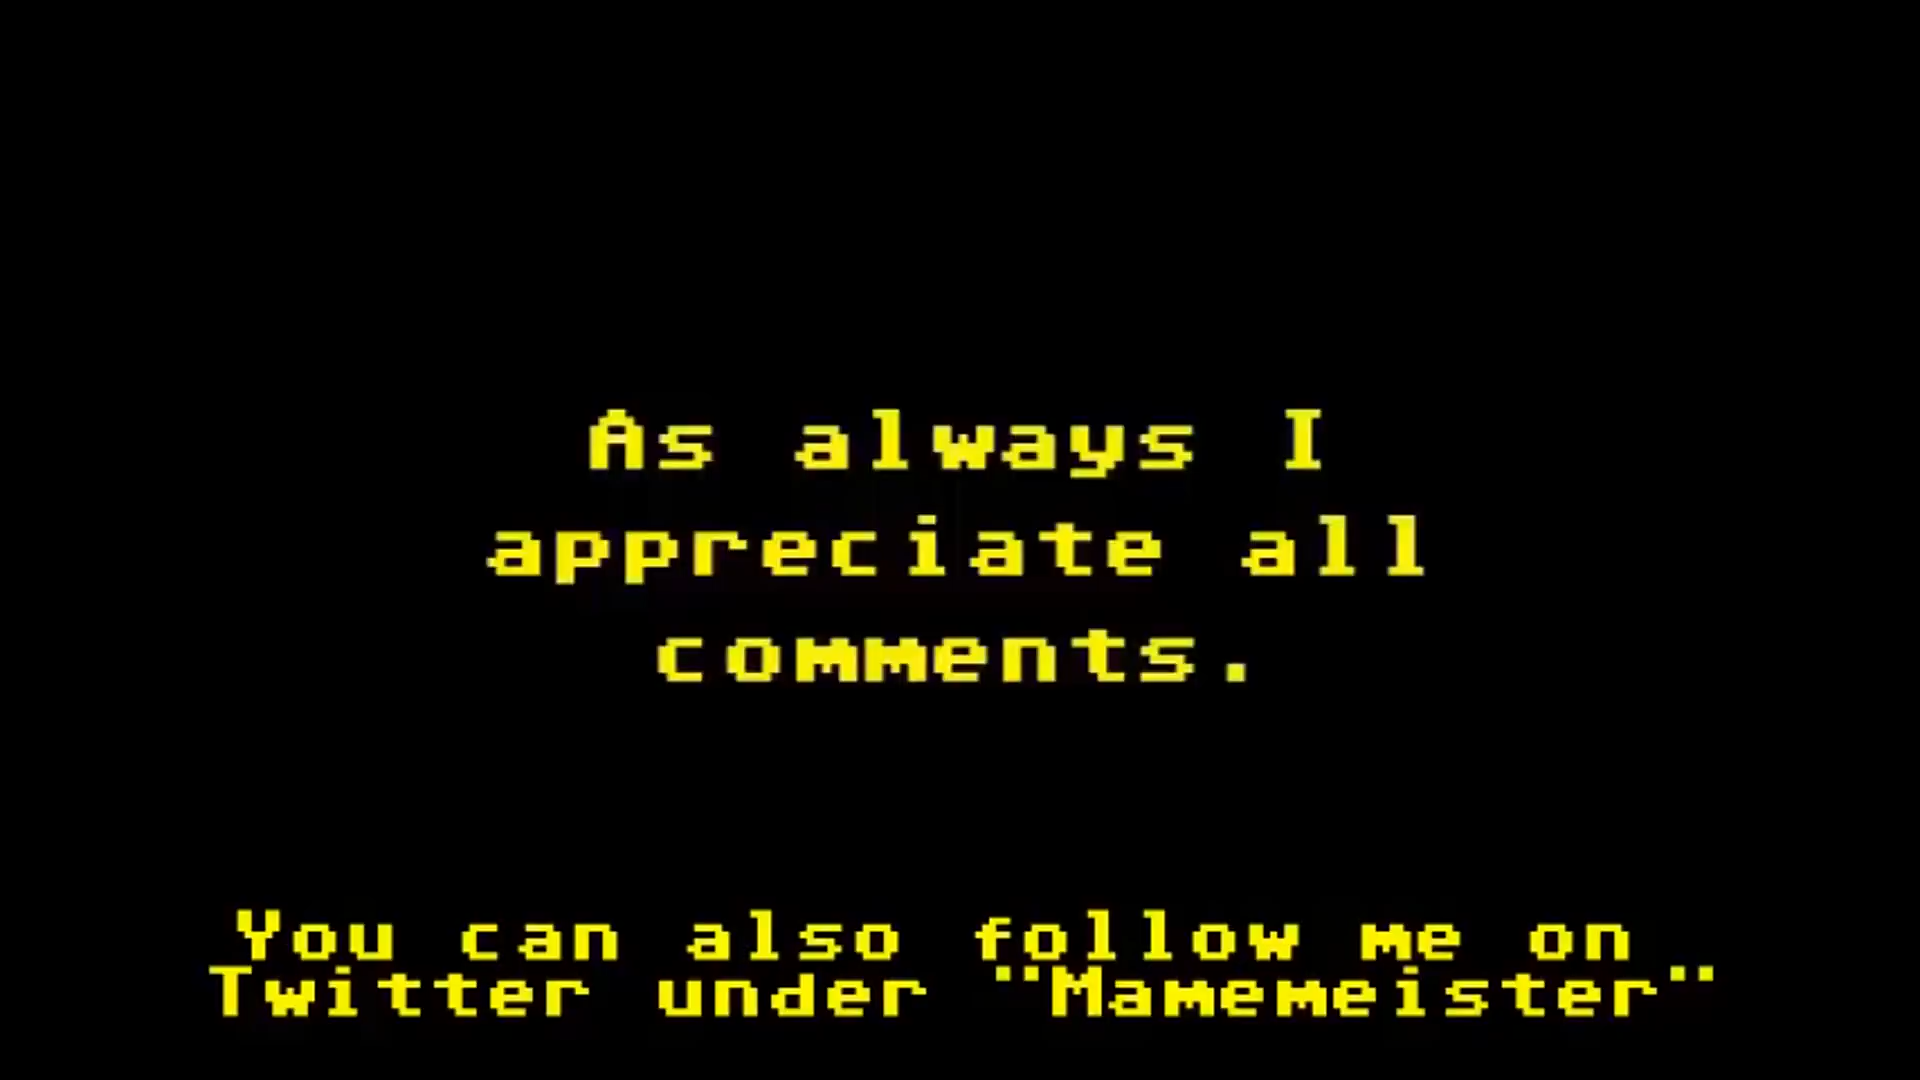 As always I
appreciate all
comments.
You can also follow me on
Twitter under "Mamemeister"